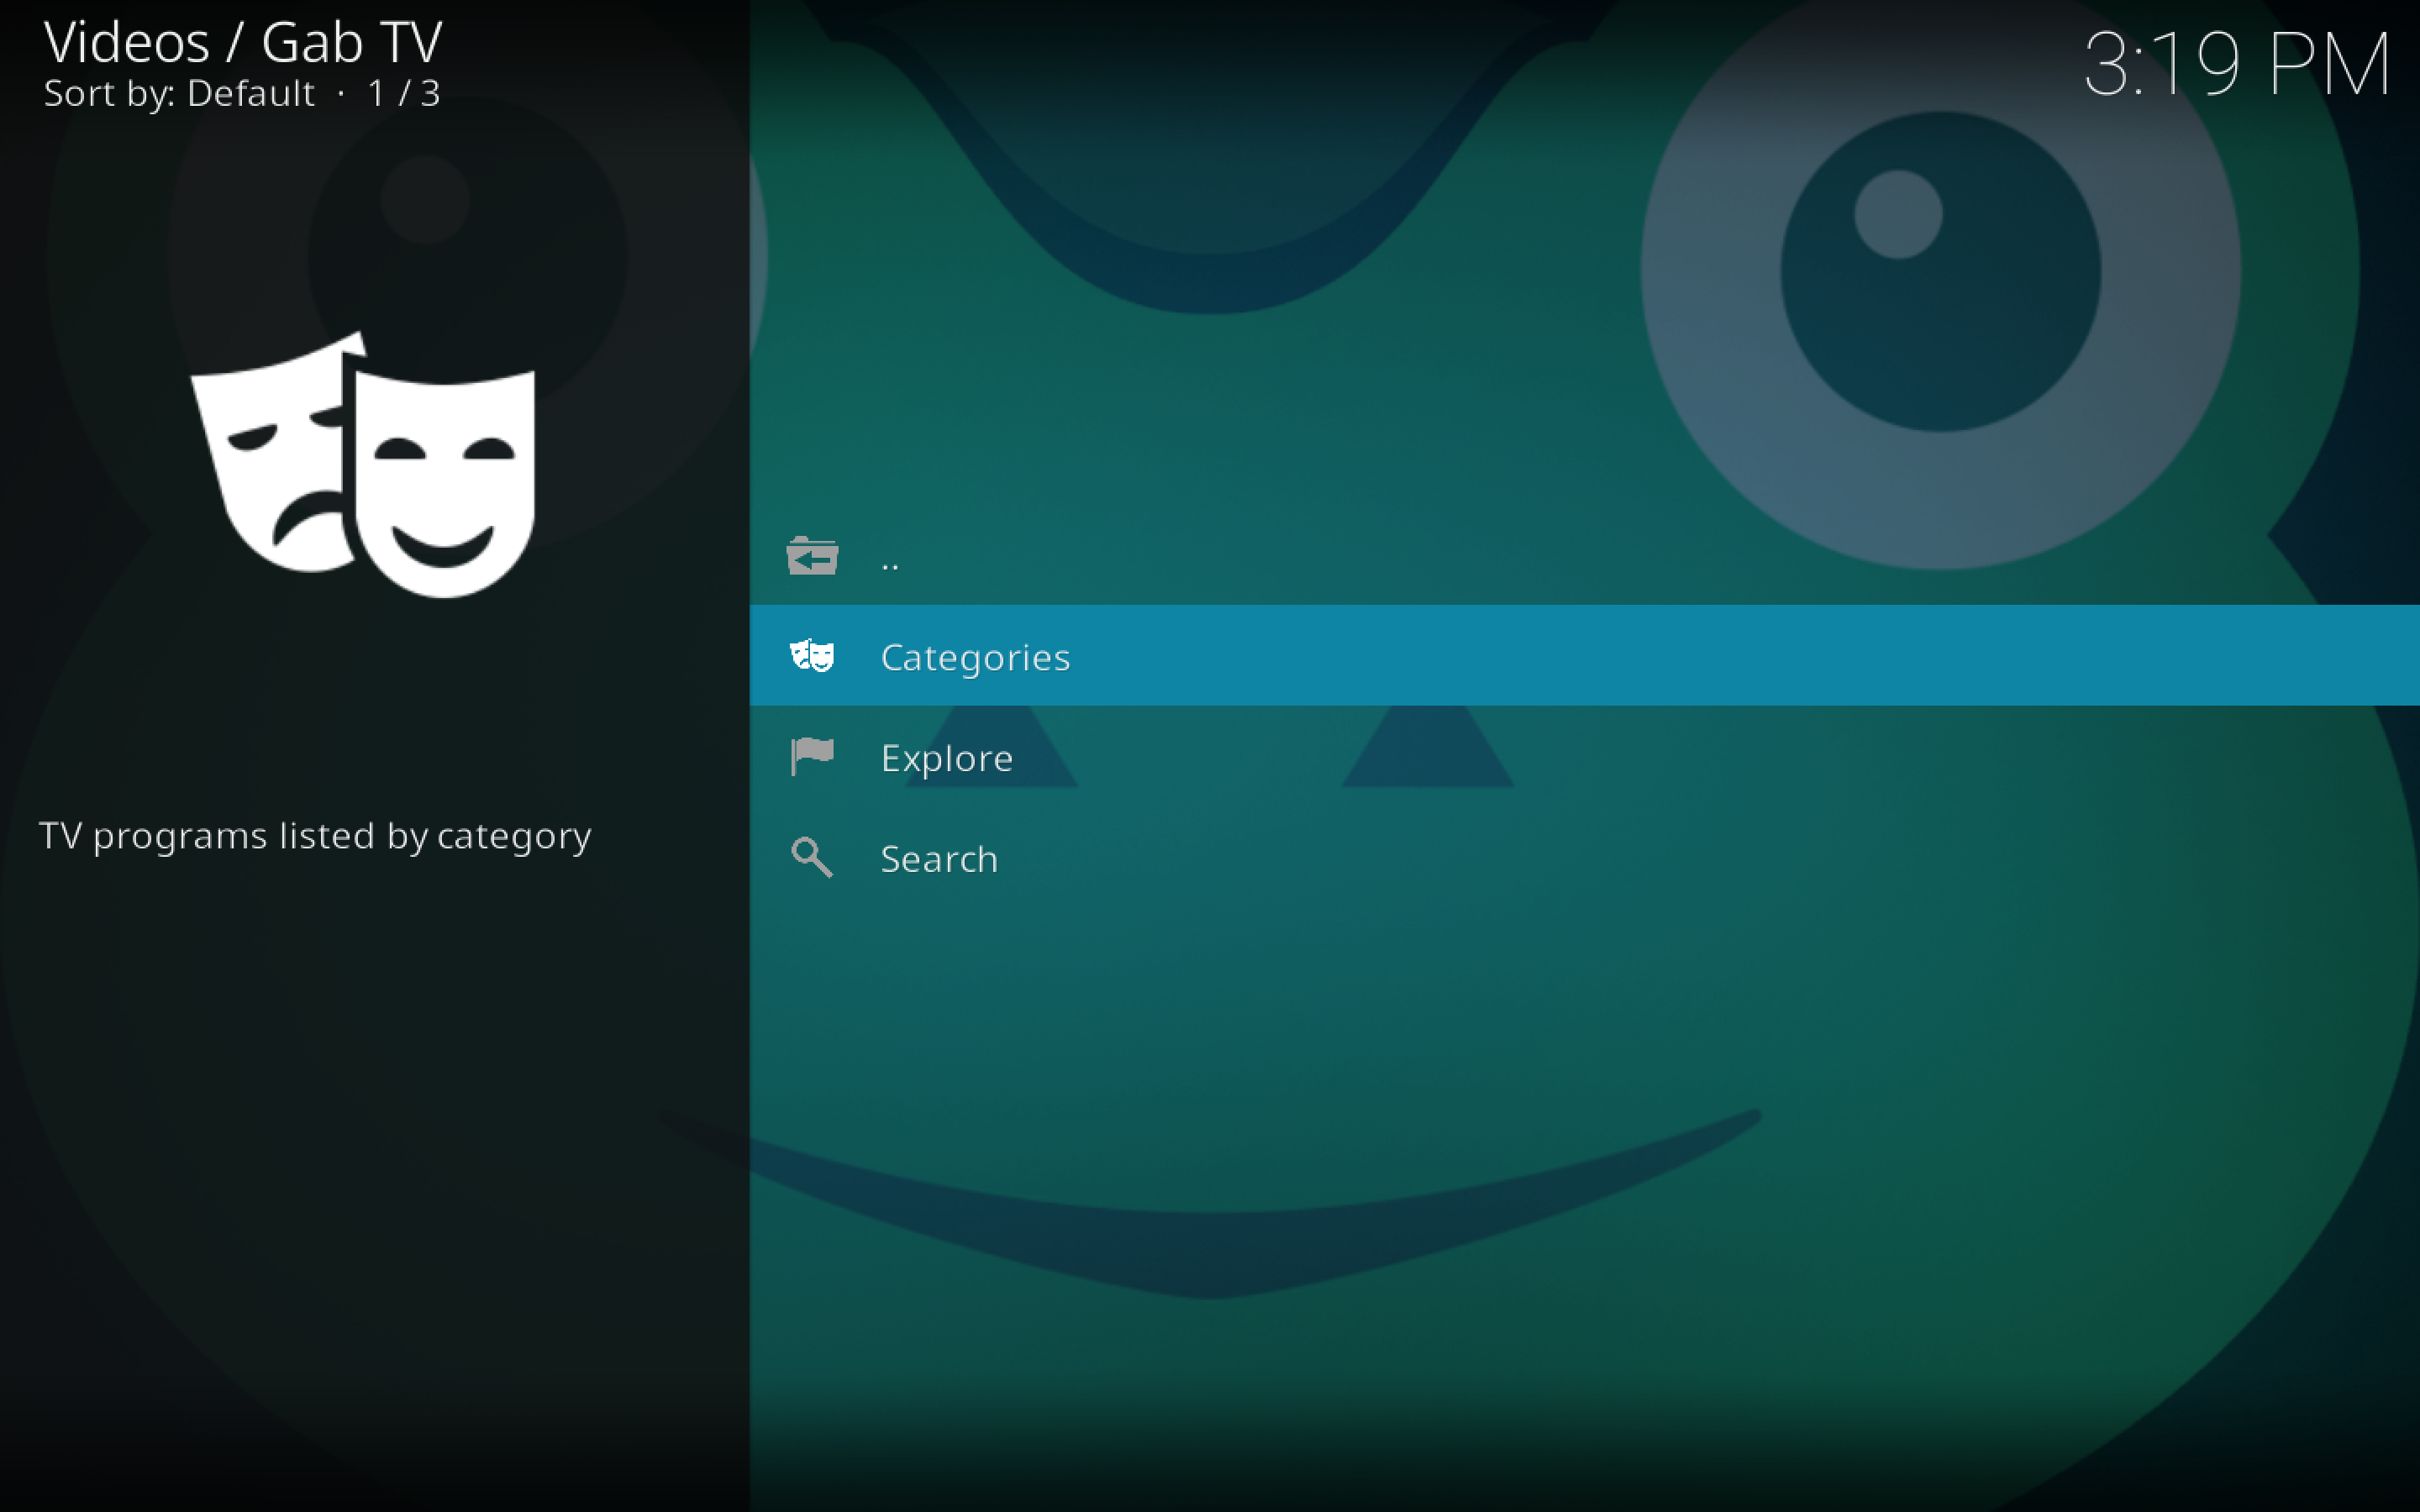 Videos / Gab TV
Sort by: Default · 1 / 3
3:19 PM
..
Categories
Explore
Search
TV programs listed by category